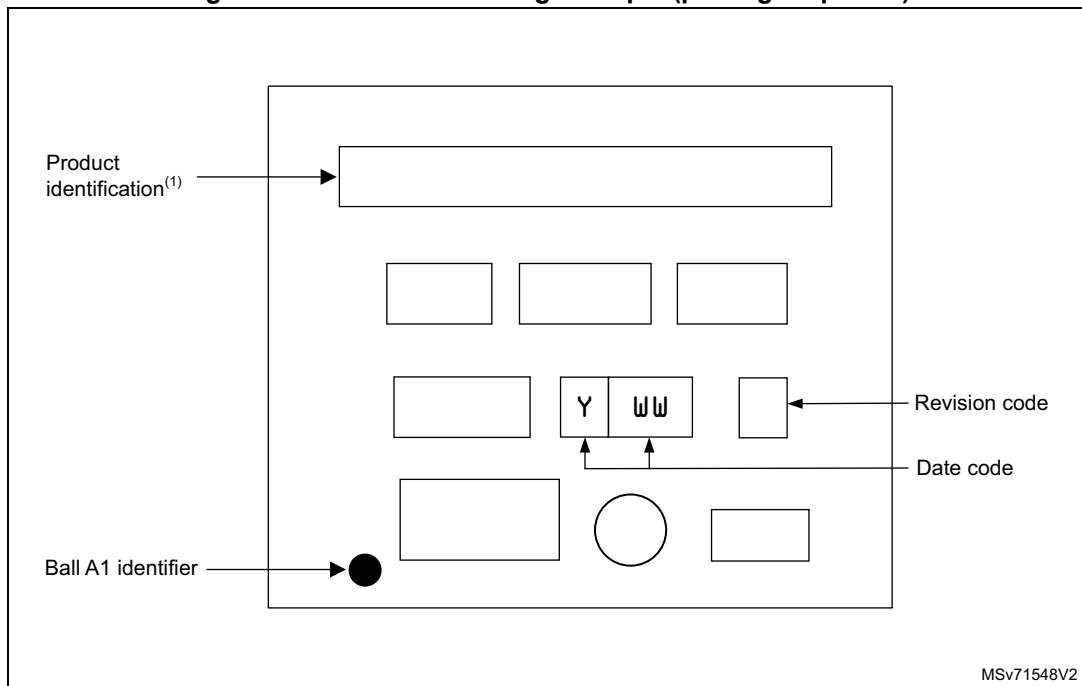 Product
identification(1)
Y WW
Revision code
Date code
Ball A1 identifier
MSv71548V2